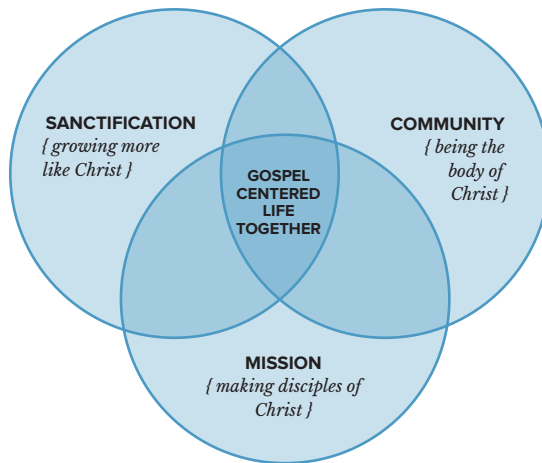 SANCTIFICATION
{ growing more
like Christ }
COMMUNITY
{ being the
body of
Christ }
GOSPEL
CENTERED
LIFE
TOGETHER
MISSION
{ making disciples of
Christ }